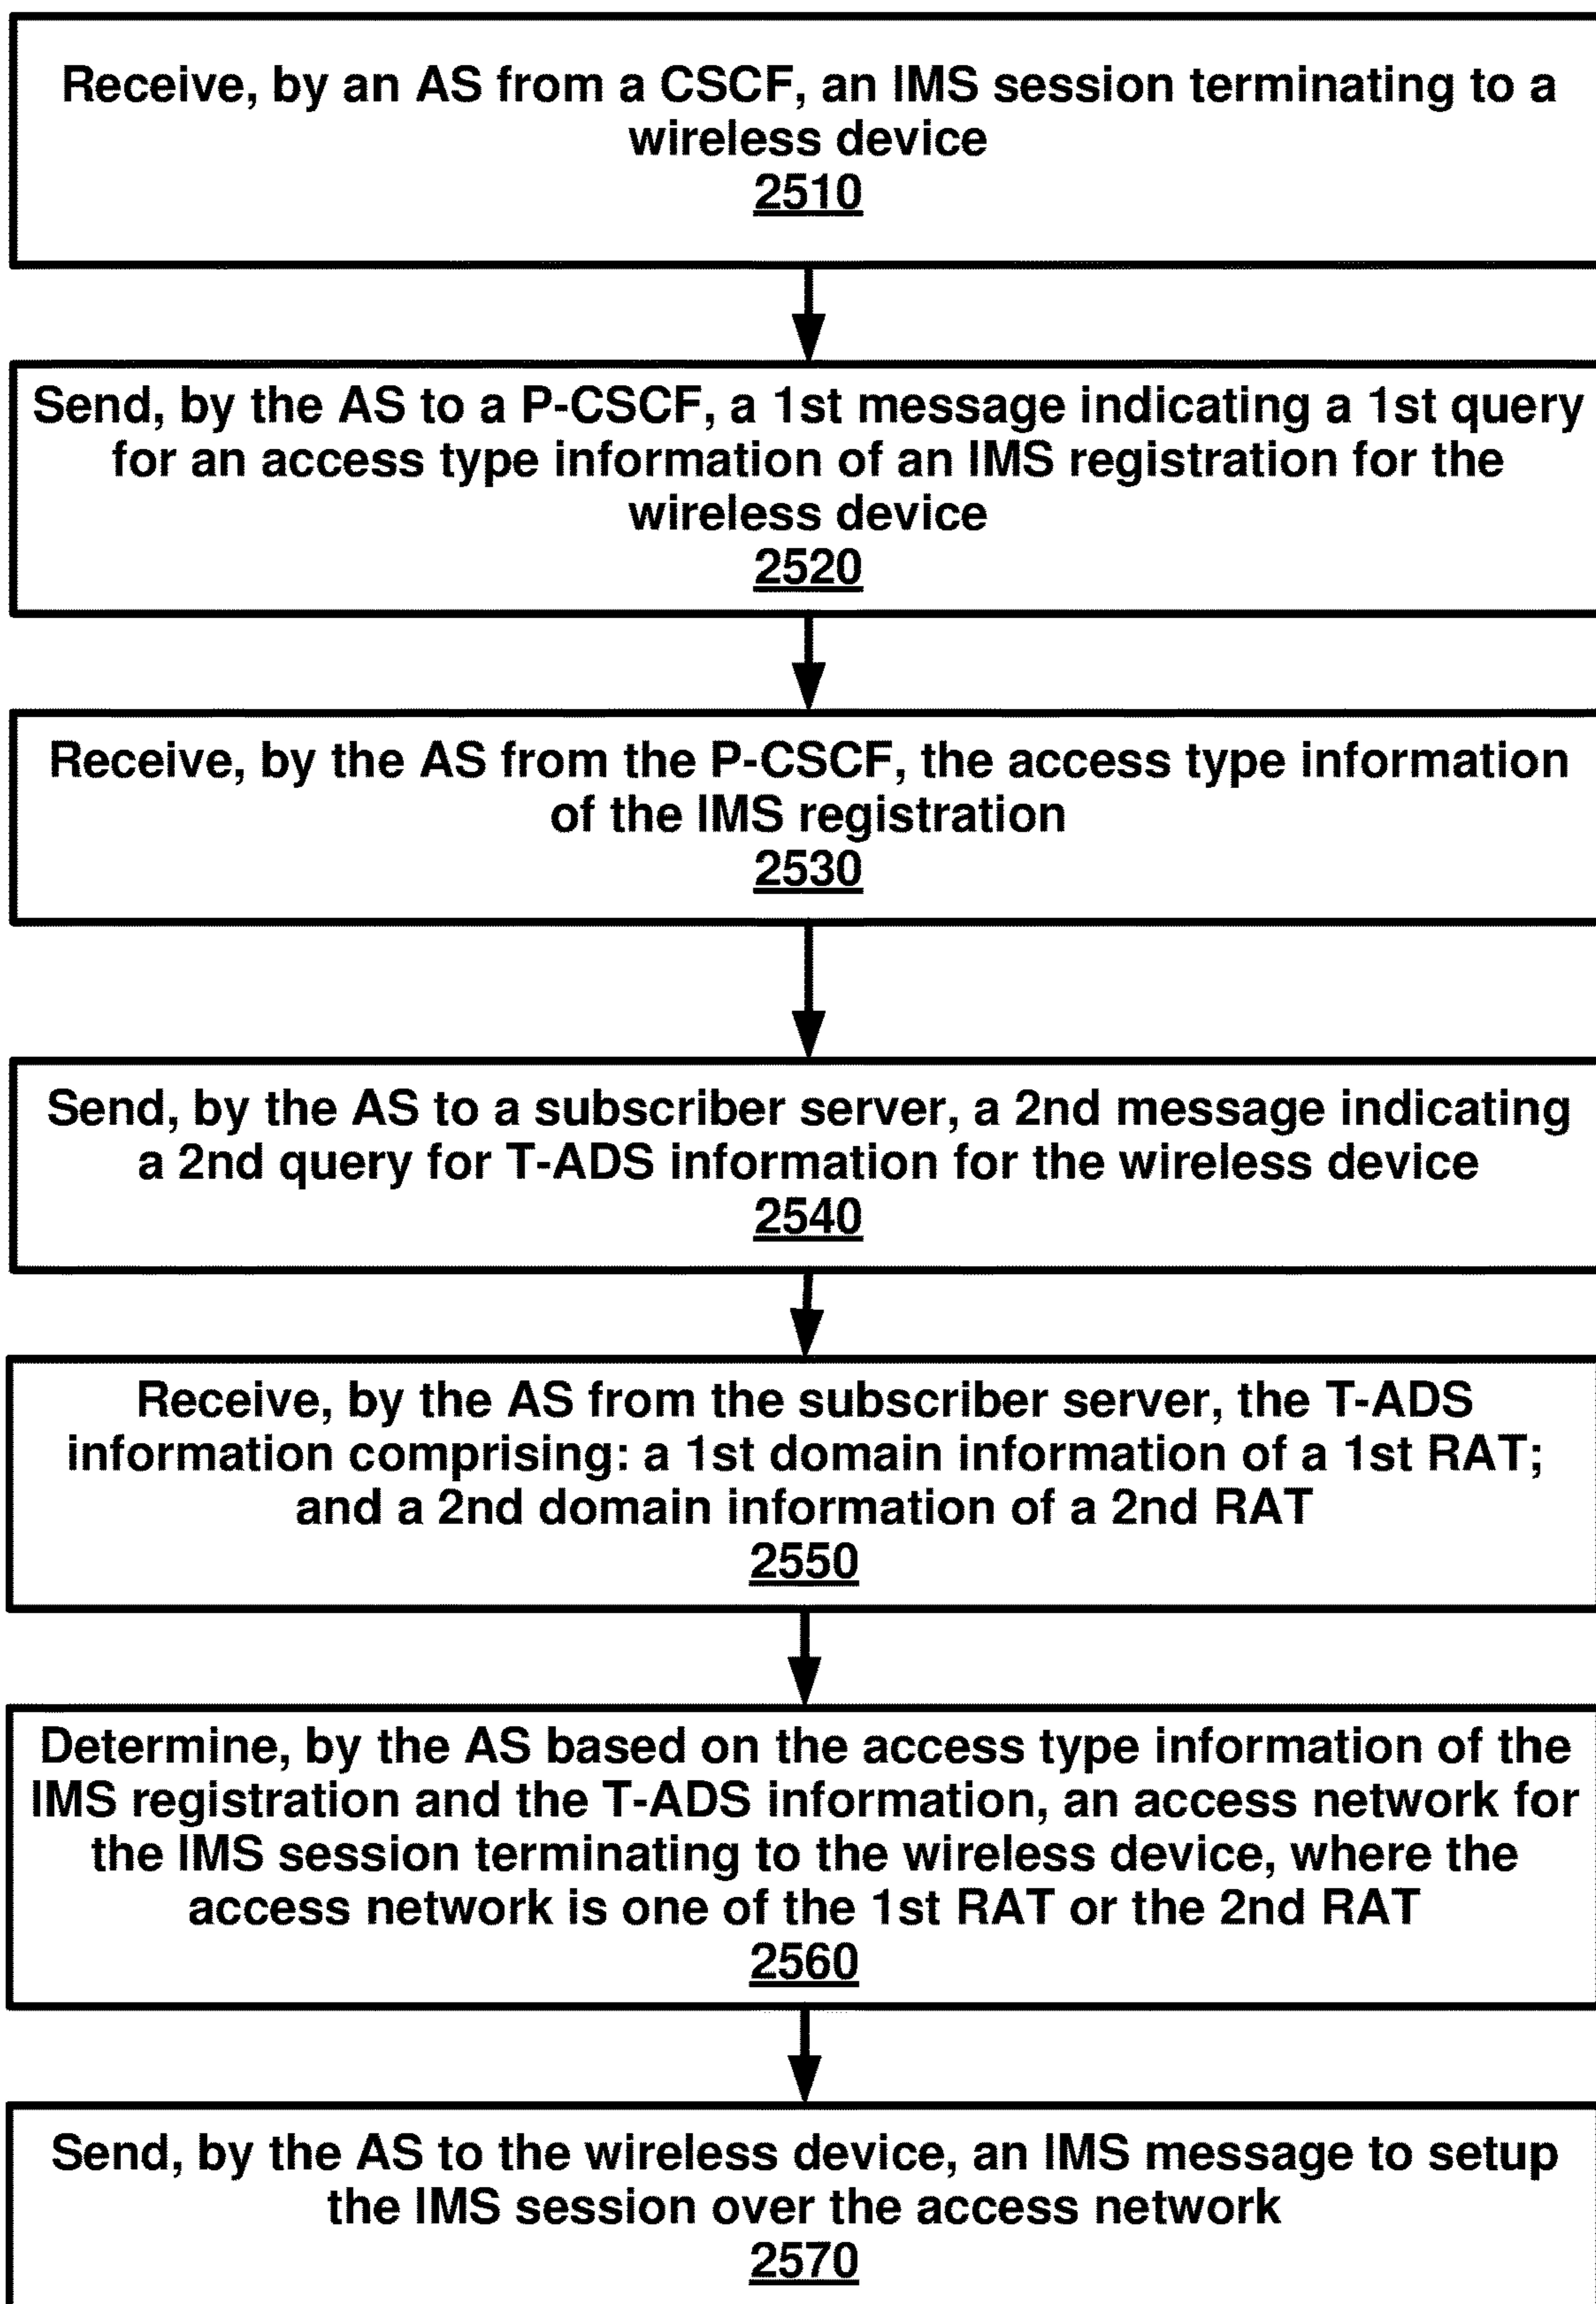 Receive, by an AS from a CSCF, an IMS session terminating to a
wireless device
2510
Send, by the AS to a P-CSCF, a 1st message indicating a 1st query
for an access type information of an IMS registration for the
wireless device
2520
Receive, by the AS from the P-CSCF, the access type information
of the IMS registration
2530
Send, by the AS to a subscriber server, a 2nd message indicating
a 2nd query for T-ADS information for the wireless device
2540
Receive, by the AS from the subscriber server, the T-ADS
information comprising: a 1st domain information of a 1st RAT;
and a 2nd domain information of a 2nd RAT
2550
Determine, by the AS based on the access type information of the
IMS registration and the T-ADS information, an access network for
the IMS session terminating to the wireless device, where the
access network is one of the 1st RAT or the 2nd RAT
2560
Send, by the AS to the wireless device, an IMS message to setup
the IMS session over the access network
2570